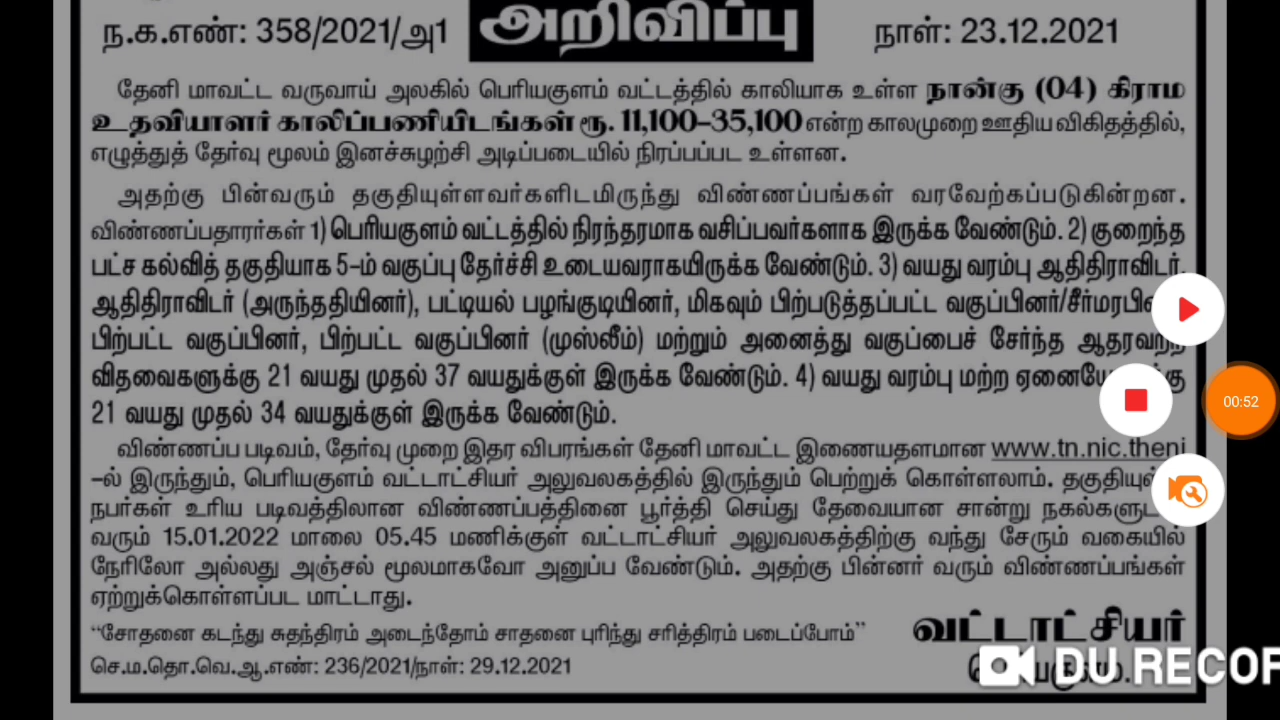 ந.க.எண்: 358/2021/அ1 அறிவிப்பு நாள்: 23.12.2021
தேனி மாவட்ட வருவாய் அலகில் பெரியகுளம் வட்டத்தில் காலியாக உள்ள நான்கு (04) கிராம
உதவியாளர் காலிப்பணியிடங்கள் ரூ. 11,100–35,100 என்ற காலமுறை ஊதிய விகிதத்தில்,
எழுத்துத் தேர்வு மூலம் இனச்சுழற்சி அடிப்படையில் நிரப்பப்பட உள்ளன.
அதற்கு பின்வரும் தகுதியுள்ளவர்களிடமிருந்து விண்ணப்பங்கள் வரவேற்கப்படுகின்றன.
விண்ணப்பதாரர்கள் 1) பெரியகுளம் வட்டத்தில் நிரந்தரமாக வசிப்பவர்களாக இருக்க வேண்டும். 2) குறைந்த
பட்ச கல்வித் தகுதியாக 5–ம் வகுப்பு தேர்ச்சி உடையவராகயிருக்க வேண்டும். 3) வயது வரம்பு ஆதிதிராவிடர்,
ஆதிதிராவிடர் (அருந்ததியினர்), பட்டியல் பழங்குடியினர், மிகவும் பிற்படுத்தப்பட்ட வகுப்பினர்/
பிற்பட்ட வகுப்பினர், பிற்பட்ட வகுப்பினர் (முஸ்லீம்) மற்றும் அனைத்து வகுப்பைச் சேர்ந்த ஆதரவற்ற
விதவைகளுக்கு 21 வயது முதல் 37 வயதுக்குள் இருக்க வேண்டும். 4) வயது வரம்பு மற்ற
21 வயது முதல் 34 வயதுக்குள் இருக்க வேண்டும்.
விண்ணப்ப படிவம், தேர்வு முறை இதர விபரங்கள் தேனி மாவட்ட இணையதளமான www.tn.nic.theni
–ல் இருந்தும், பெரியகுளம் வட்டாட்சியர் அலுவலகத்தில் இருந்தும் பெற்றுக் கொள்ளலாம்.
நபர்கள் உரிய படிவத்திலான விண்ணப்பத்தினை பூர்த்தி செய்து தேவையான சான்று
வரும் 15.01.2022 மாலை 05.45 மணிக்குள் வட்டாட்சியர் அலுவலகத்திற்கு வந்து சேரும் வகையில்
நேரிலோ அல்லது அஞ்சல் மூலமாகவோ அனுப்ப வேண்டும். அதற்கு பின்னர் வரும் விண்ணப்பங்கள்
ஏற்றுக்கொள்ளப்பட மாட்டாது.
“சோதனை கடந்து சுதந்திரம் அடைந்தோம் சாதனை புரிந்து சரித்திரம் படைப்போம்” வட்டாட்சியர்
செ.ம.தொ.வெ.ஆ.எண்: 236/2021/நாள்: 29.12.2021
00:52
DU RECOR